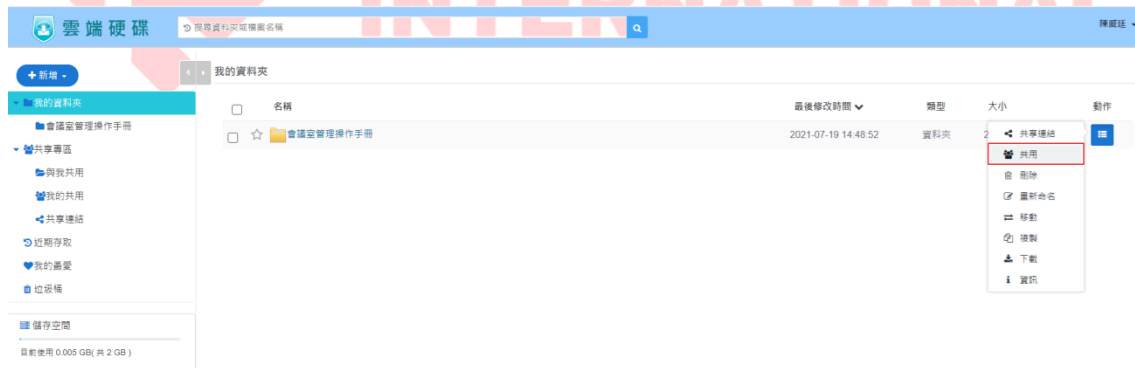 INTERNATIONAL
雲端硬碟
搜尋資料夾或檔案名稱
陳威廷
+新增
我的資料夾
我的資料夾
會議室管理操作手冊
共享專區
與我共用
我的共用
共享連結
近期存取
我的最愛
垃圾桶
儲存空間
目前使用 0.005 GB( 共 2 GB )
名稱 最後修改時間 類型 大小 動作
會議室管理操作手冊 2021-07-19 14:48:52 資料夾 2
共享連結
共用
刪除
重新命名
移動
複製
下載
資訊